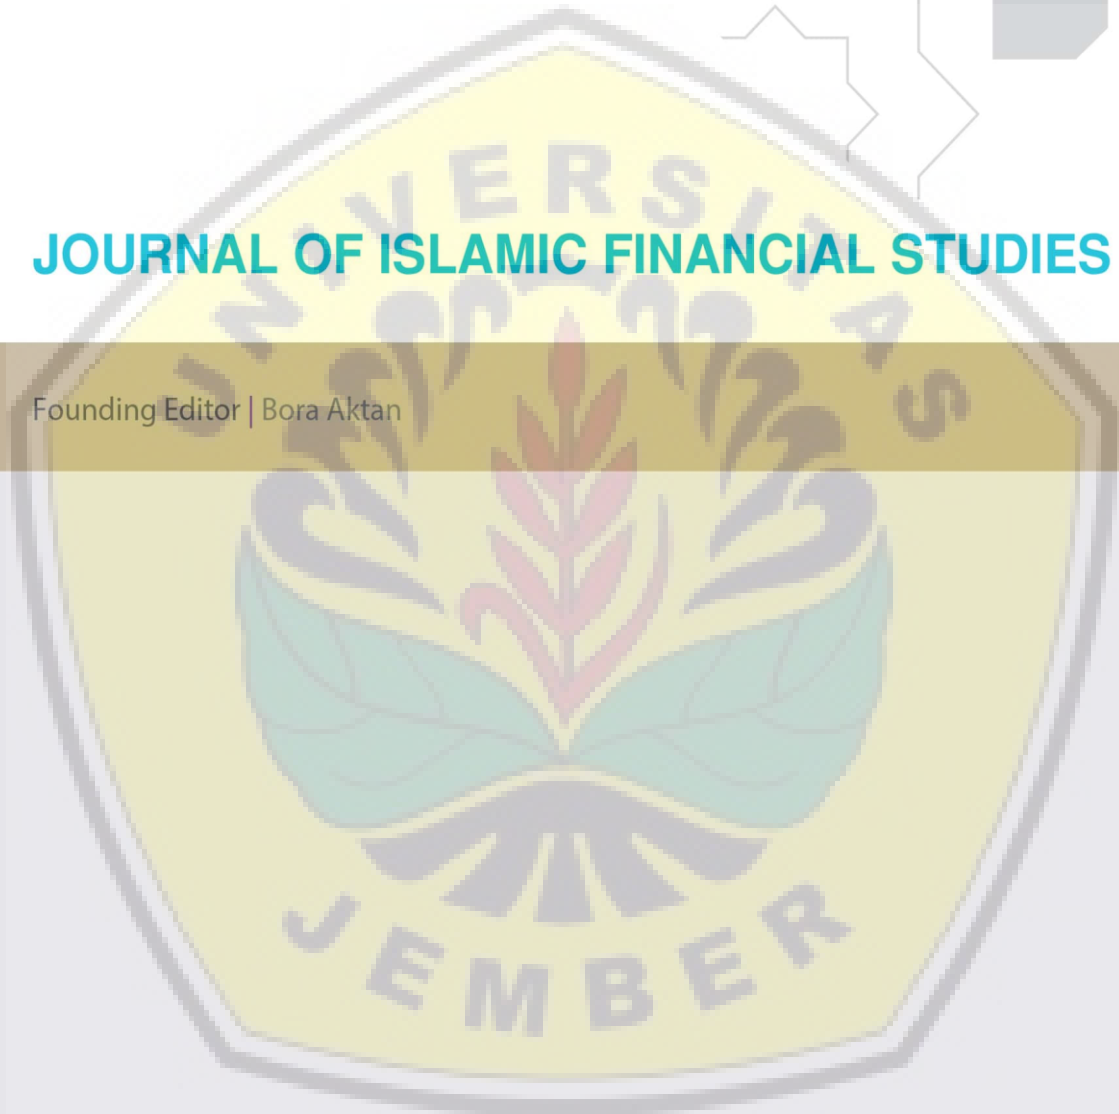 UNIVERSITAS
JOURNAL OF ISLAMIC FINANCIAL STUDIES
Founding Editor | Bora Aktan
JEMBER